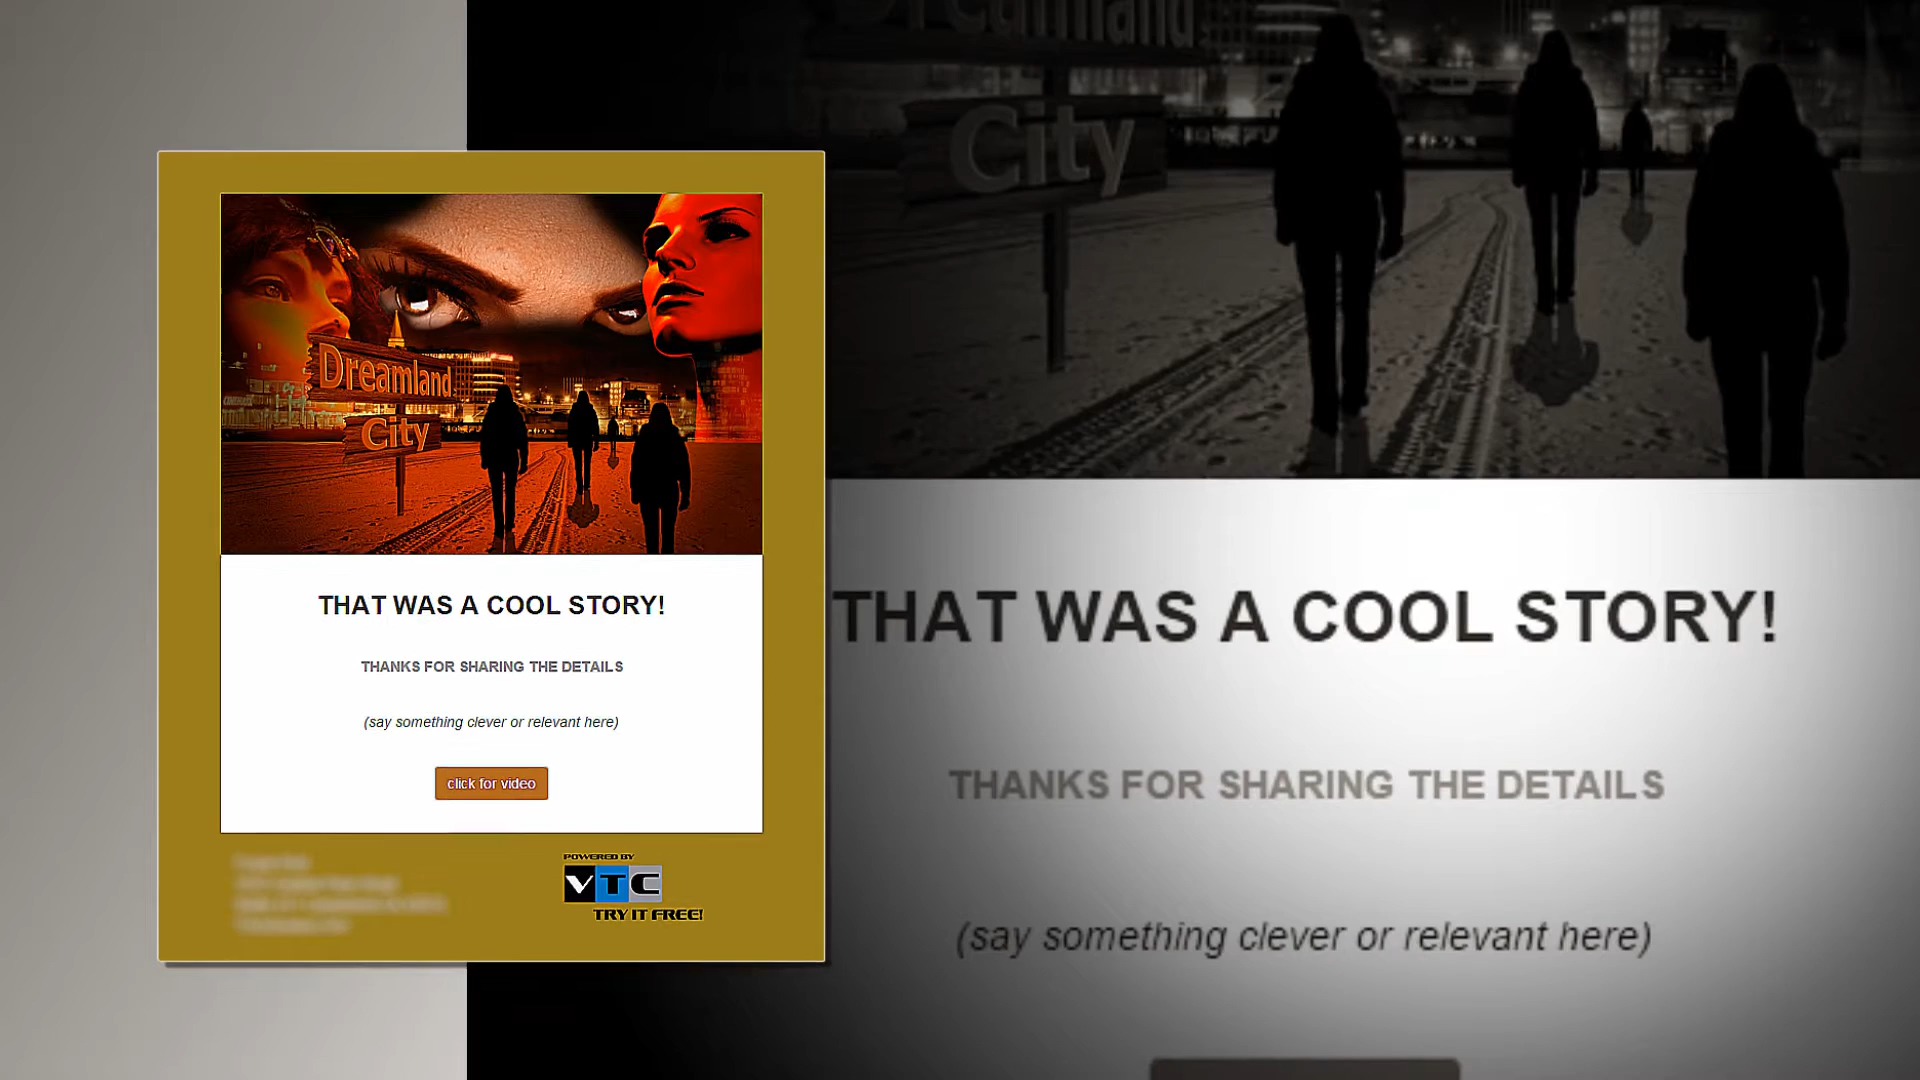 Dreamland
City
THAT WAS A COOL STORY!
THANKS FOR SHARING THE DETAILS
(say something clever or relevant here)
click for video
POWERED BY
VTC
TRY IT FREE!
Dreamland
City
THAT WAS A COOL STORY!
THANKS FOR SHARING THE DETAILS
(say something clever or relevant here)